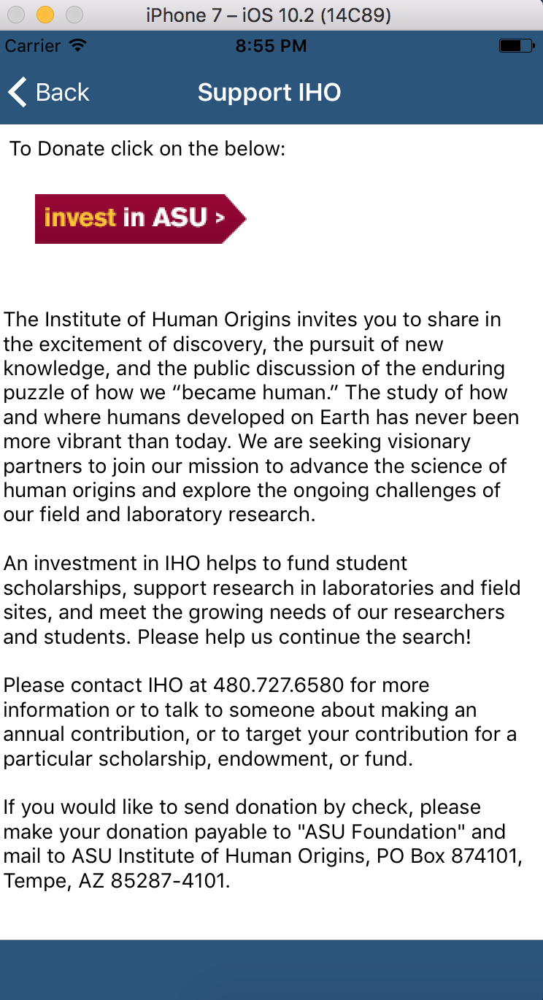 iPhone 7 – iOS 10.2 (14C89)
Carrier 8:55 PM
Back Support IHO
To Donate click on the below:
invest in ASU >
The Institute of Human Origins invites you to share in
the excitement of discovery, the pursuit of new
knowledge, and the public discussion of the enduring
puzzle of how we “became human.” The study of how
and where humans developed on Earth has never been
more vibrant than today. We are seeking visionary
partners to join our mission to advance the science of
human origins and explore the ongoing challenges of
our field and laboratory research.
An investment in IHO helps to fund student
scholarships, support research in laboratories and field
sites, and meet the growing needs of our researchers
and students. Please help us continue the search!
Please contact IHO at 480.727.6580 for more
information or to talk to someone about making an
annual contribution, or to target your contribution for a
particular scholarship, endowment, or fund.
If you would like to send donation by check, please
make your donation payable to "ASU Foundation" and
mail to ASU Institute of Human Origins, PO Box 874101,
Tempe, AZ 85287-4101.